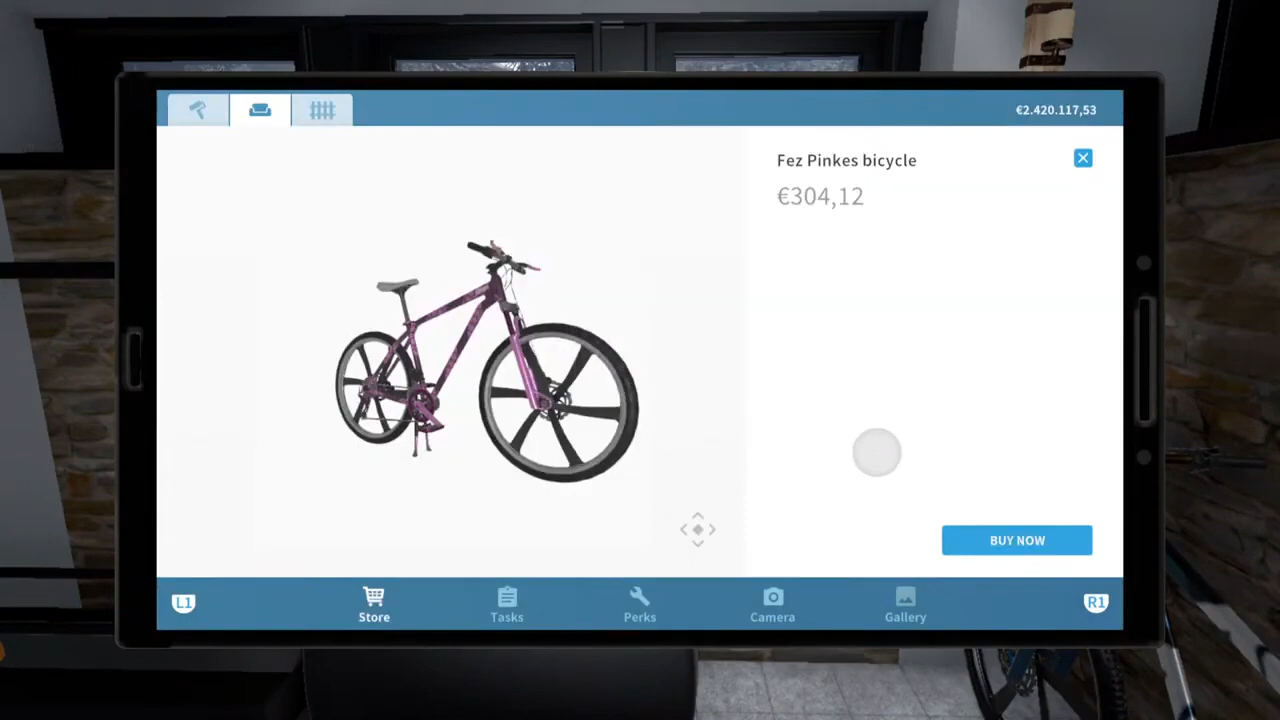 €2.420.117,53
Fez Pinkes bicycle
€304,12
BUY NOW
L1
Store
Tasks
Perks
Camera
Gallery
R1